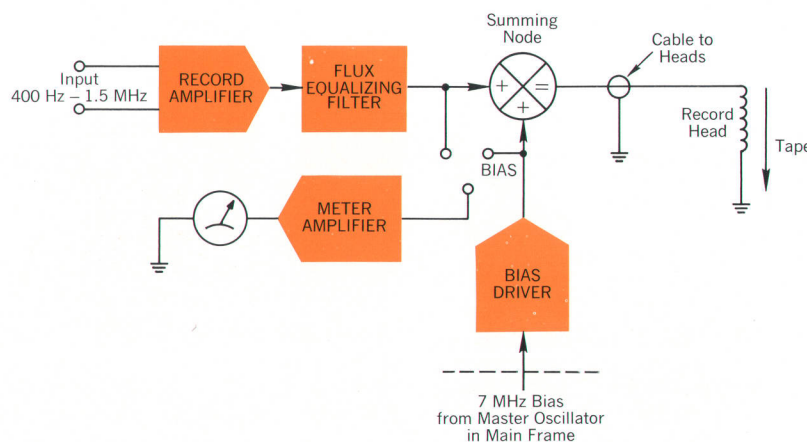 Summing
Node
Cable to
Heads
Input
400 Hz – 1.5 MHz
RECORD
AMPLIFIER
FLUX
EQUALIZING
FILTER
+
=
+
Record
Head
Tape
BIAS
METER
AMPLIFIER
BIAS
DRIVER
7 MHz Bias
from Master Oscillator
in Main Frame